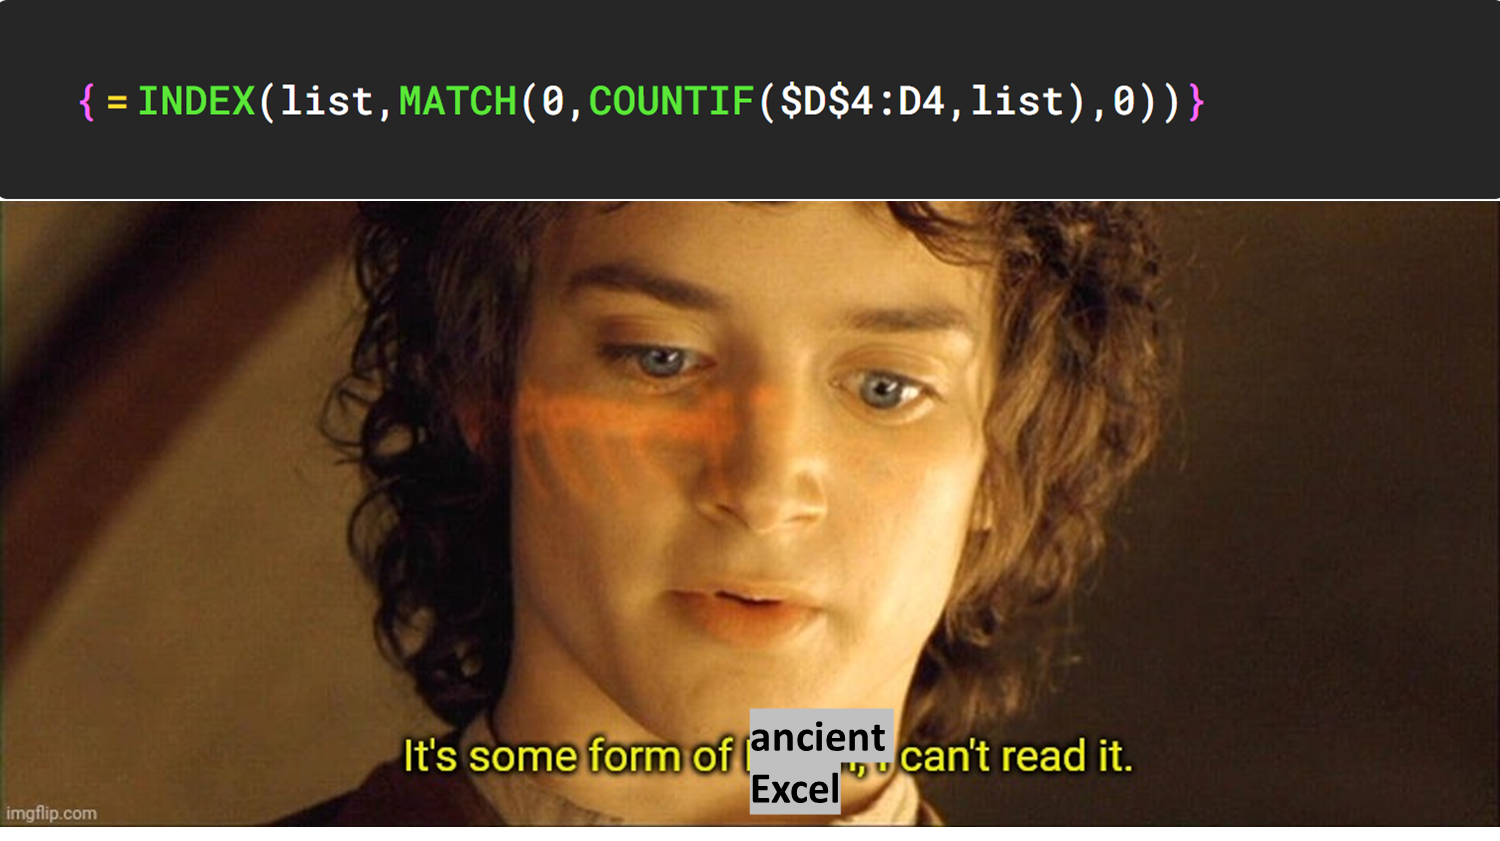 {=INDEX(list,MATCH(0,COUNTIF($D$4:D4,list),0))}
It's some form of ancient Excel can't read it.
imgflip.com